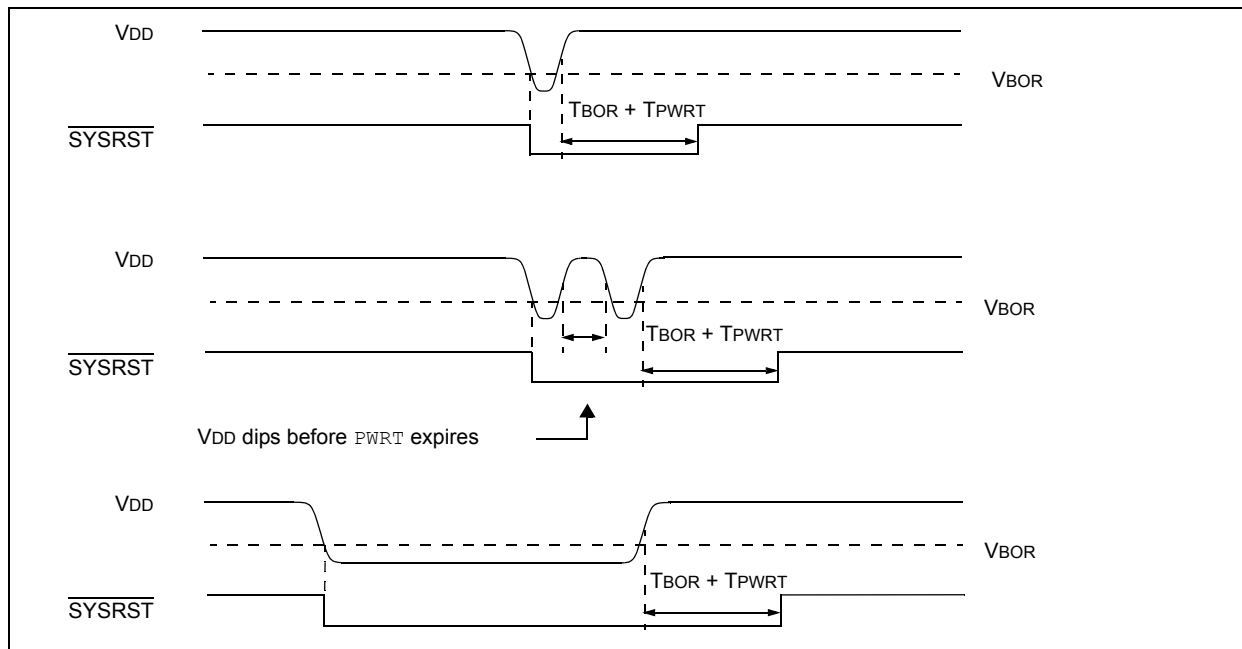 VDD
VBOR
TBOR + TPWRT
SYSRST
VDD
VBOR
TBOR + TPWRT
SYSRST
VDD dips before PWRT expires
VDD
VBOR
TBOR + TPWRT
SYSRST